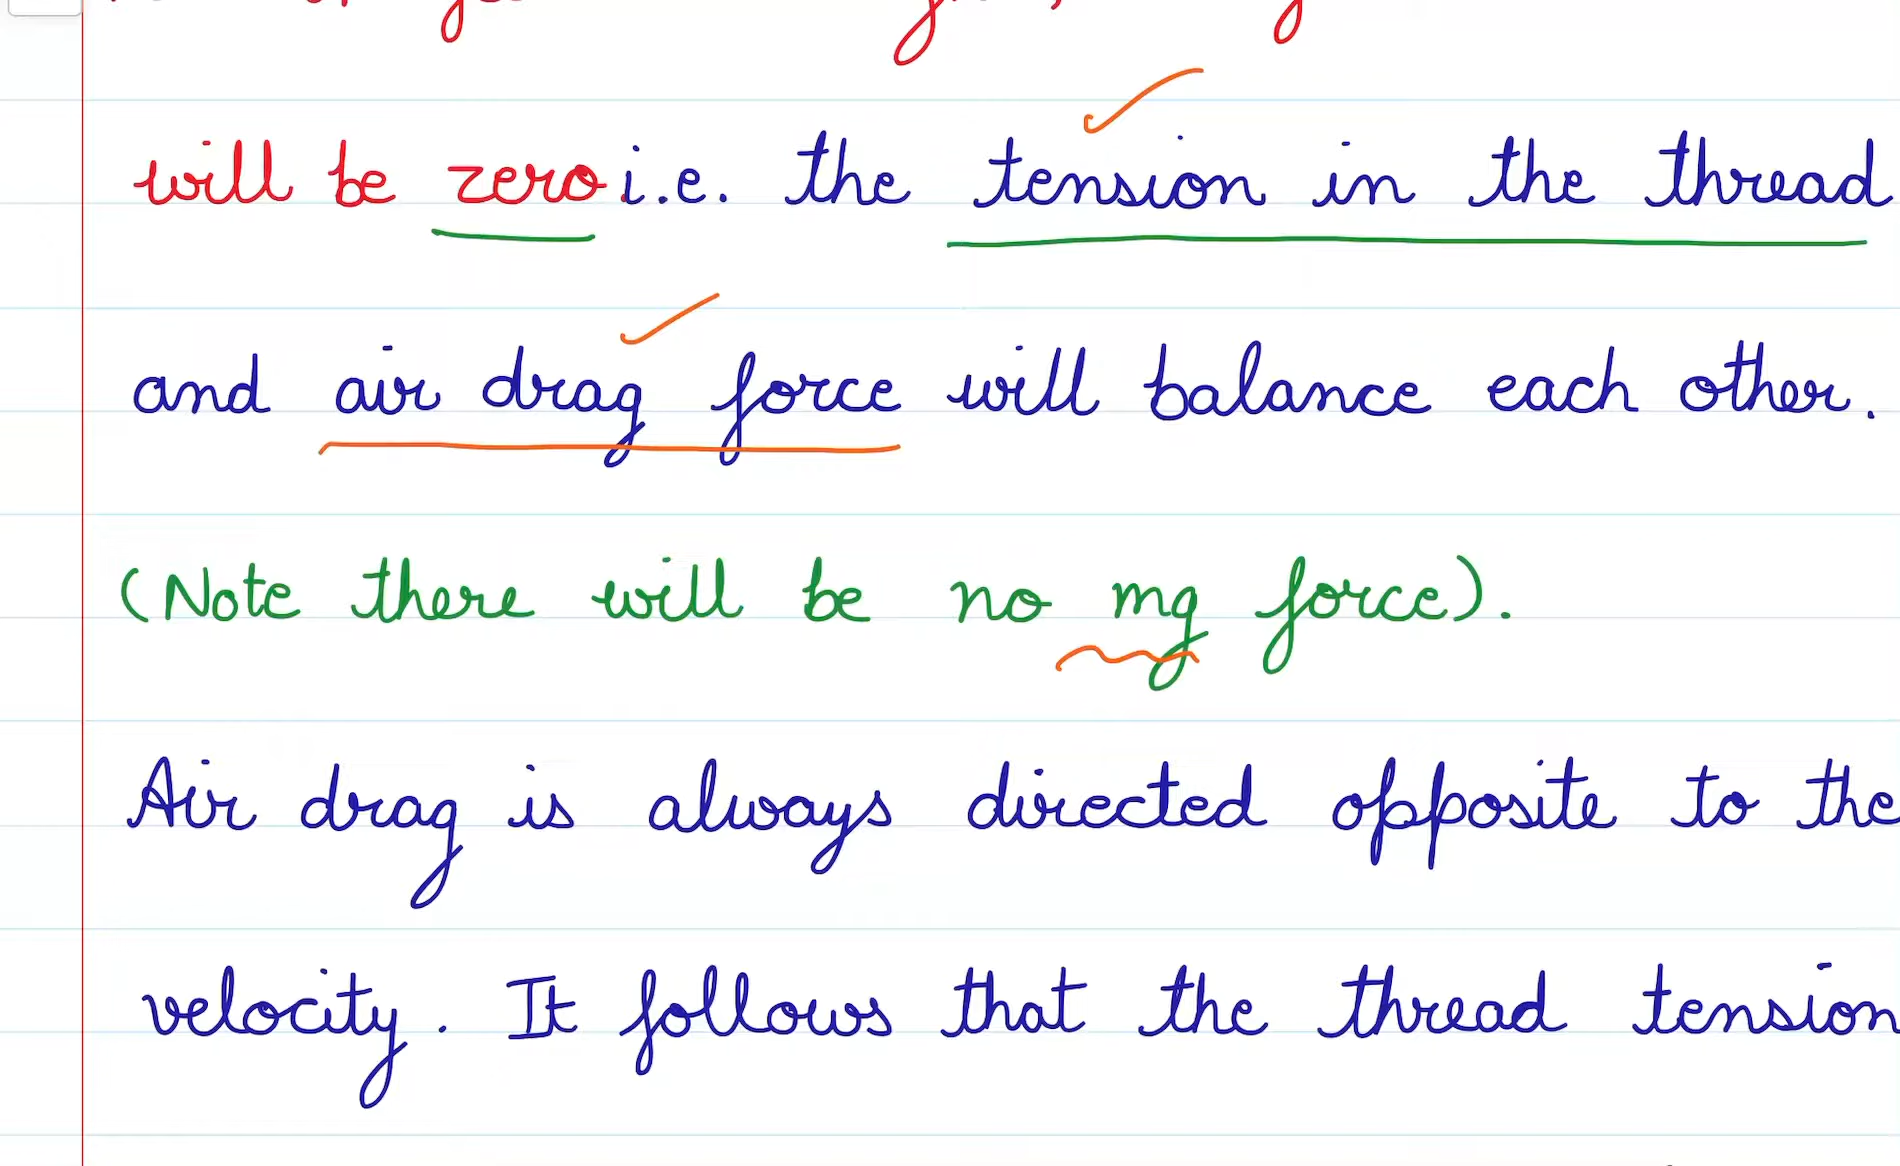 will be zero i.e. the tension in the thread
and air drag force will balance each other.
(Note there will be no mg force).
Air drag is always directed opposite to the
velocity. It follows that the thread tension